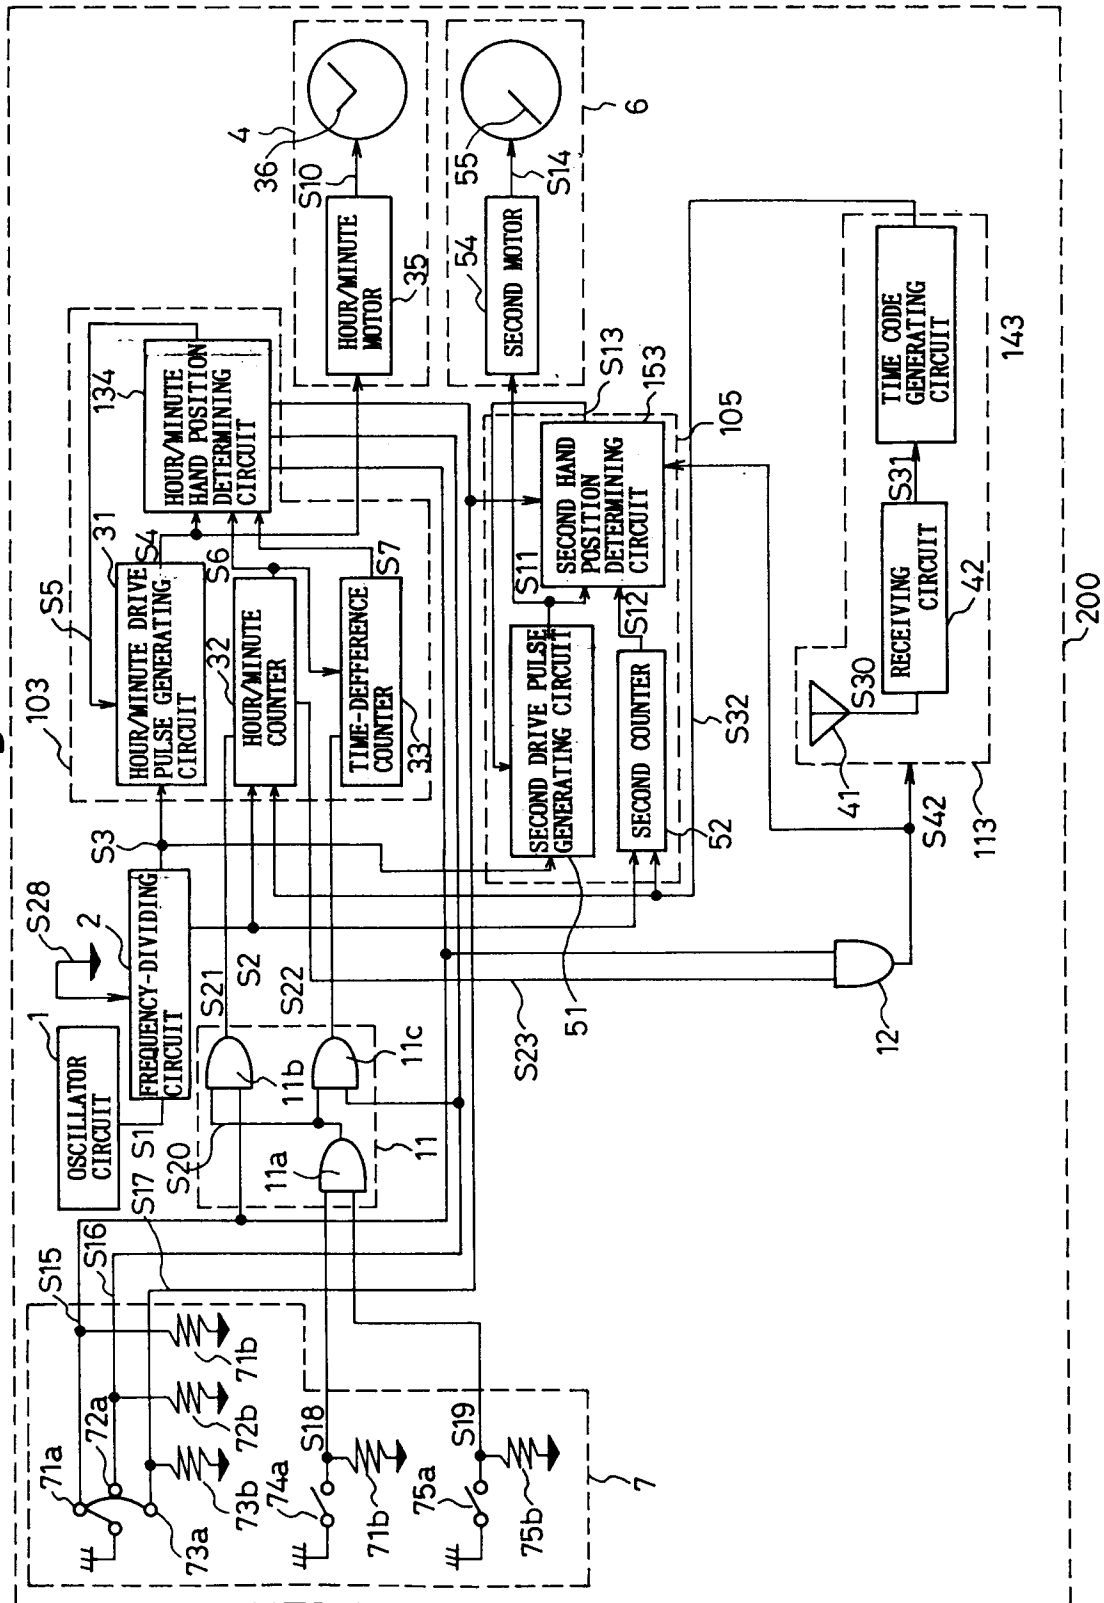 200
7
71a
72a
73a
71b
72b
73b
74a
71b
75a
75b
S15
S16
S17
S18
S19
1
OSCILLATOR
CIRCUIT
S1
S28
2
FREQUENCY-DIVIDING
CIRCUIT
S3
S2
S20
S21
S22
11
11a
11b
11c
S23
12
103
S5
31
HOUR/MINUTE DRIVE
PULSE GENERATING
CIRCUIT
S4
32
HOUR/MINUTE
COUNTER
S6
TIME-DEFFERENCE
COUNTER
33
S7
134
HOUR/MINUTE
HAND POSITION
DETERMINING
CIRCUIT
4
36
S10
HOUR/MINUTE
MOTOR
35
6
55
S14
54
SECOND MOTOR
S13
153
105
SECOND HAND
POSITION
DETERMINING
CIRCUIT
S11
S12
SECOND DRIVE PULSE
GENERATING CIRCUIT
51
SECOND COUNTER
52
S32
S42
113
41
S30
RECEIVING
CIRCUIT
42
S31
TIME CODE
GENERATING
CIRCUIT
143